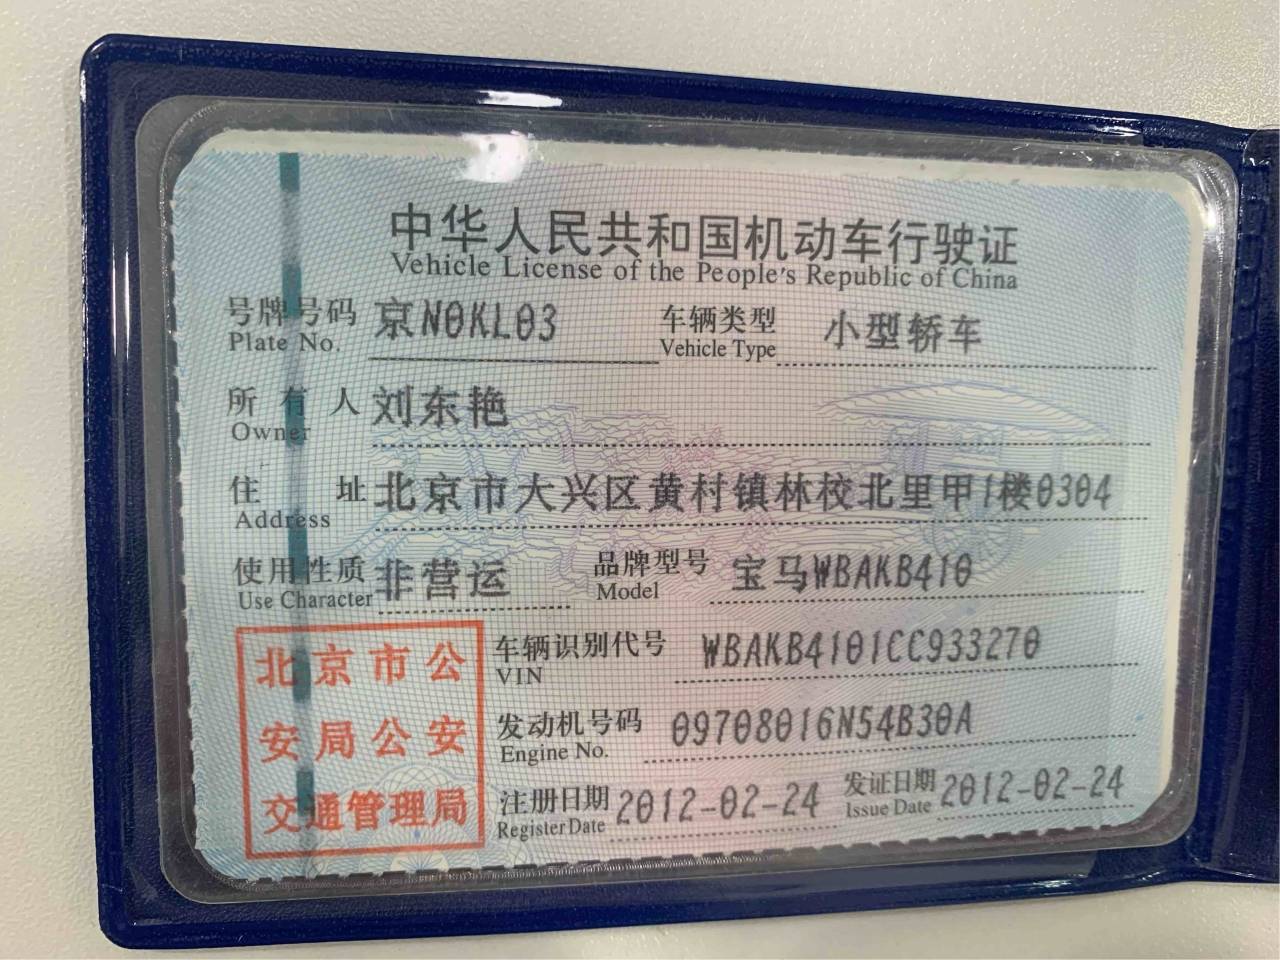 中华人民共和国机动车行驶证
Vehicle License of the People's Republic of China
号牌号码 京N0KL03 车辆类型 小型轿车
Plate No. Vehicle Type
所有人 刘东艳
Owner
住址 北京市大兴区黄村镇林校北里甲1楼0304
Address
使用性质 非营运 品牌型号 宝马WBAKB410
Use Character Model
车辆识别代号 WBAKB4101CC933270
VIN
发动机号码 09708016N54B30A
Engine No.
注册日期 2012-02-24 发证日期 2012-02-24
Register Date Issue Date
北京市公
安局公安
交通管理局